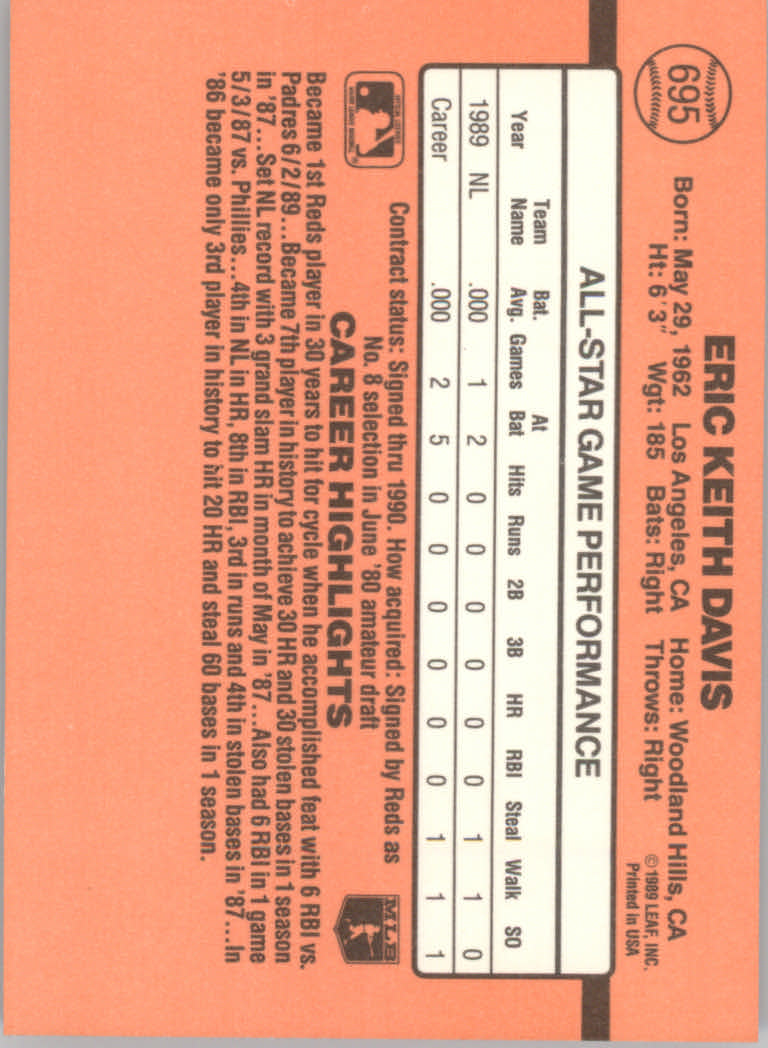 695
ERIC KEITH DAVIS
Born: May 29, 1962 Los Angeles, CA Home: Woodland Hills, CA
Ht: 6'3" Wgt: 185 Bats: Right Throws: Right
© 1989 LEAF, INC.
Printed in USA
ALL-STAR GAME PERFORMANCE
Team Bat. At
Year Name Avg. Games Bat Hits Runs 2B 3B HR RBI Steal Walk SO
1989 NL .000 1 2 0 0 0 0 0 0 1 1 0
Career .000 2 5 0 0 0 0 0 0 1 1 1
OFFICIAL LICENSEE
MAJOR LEAGUE BASEBALL
Contract status: Signed thru 1990. How acquired: Signed by Reds as
No. 8 selection in June '80 amateur draft
MLB
CAREER HIGHLIGHTS
Became 1st Reds player in 30 years to hit for cycle when he accomplished feat with 6 RBI vs.
Padres 6/2/89...Became 7th player in history to achieve 30 HR and 30 stolen bases in 1 season
in '87...Set NL record with 3 grand slam HR in month of May in '87...Also had 6 RBI in 1 game
5/3/87 vs. Phillies...4th in NL in HR, 8th in RBI, 3rd in runs and 4th in stolen bases in '87...In
'86 became only 3rd player in history to hit 20 HR and steal 60 bases in 1 season.